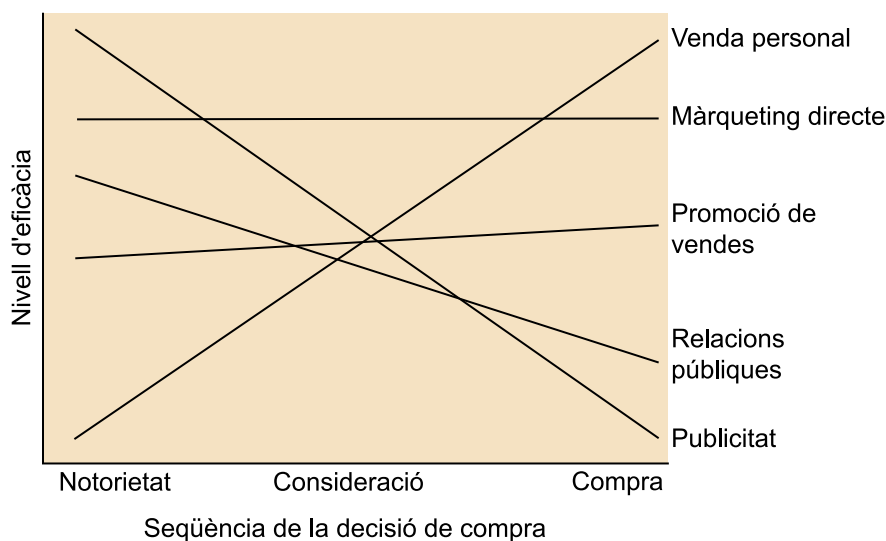 Nivell d'eficàcia
Venda personal
Màrqueting directe
Promoció de
vendes
Relacions
públiques
Publicitat
Notorietat
Consideració
Compra
Seqüència de la decisió de compra